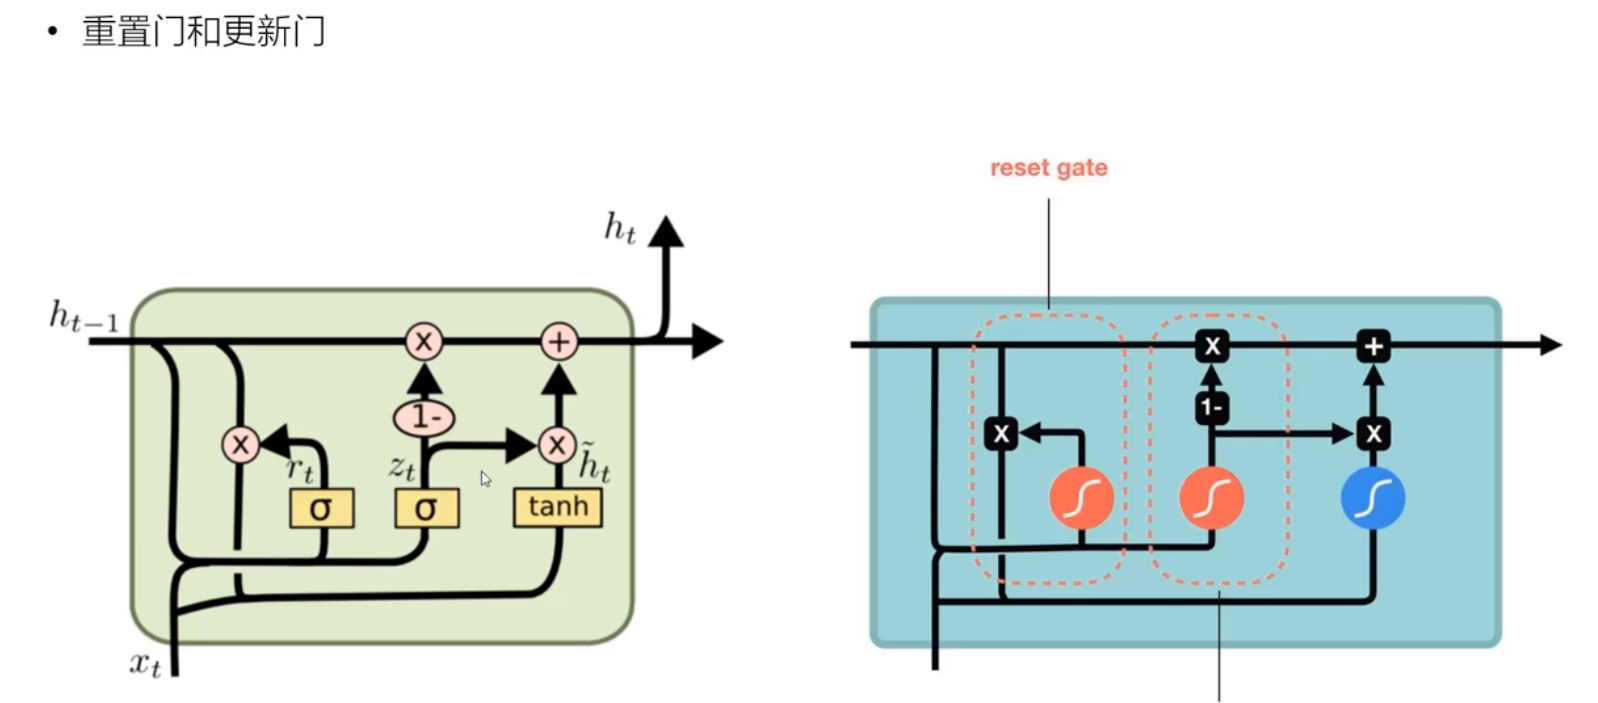 • 重置门和更新门
reset gate
h_t
h_{t-1}
x + 
1-
x r_t z_t x h̃_t
σ σ tanh
x_t
x +
1-
x x